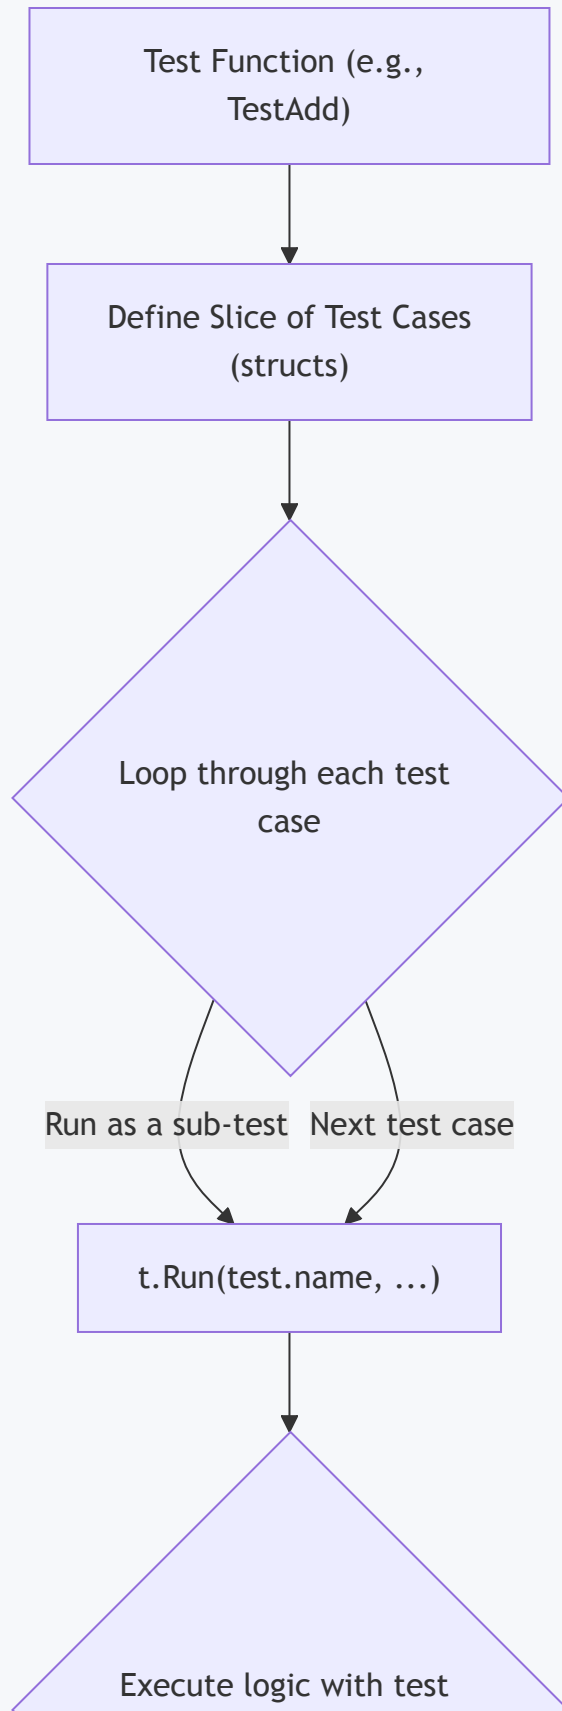 Test Function (e.g.,
TestAdd)
Define Slice of Test Cases
(structs)
Loop through each test
case
Run as a sub-test
Next test case
t.Run(test.name, ...)
Execute logic with test